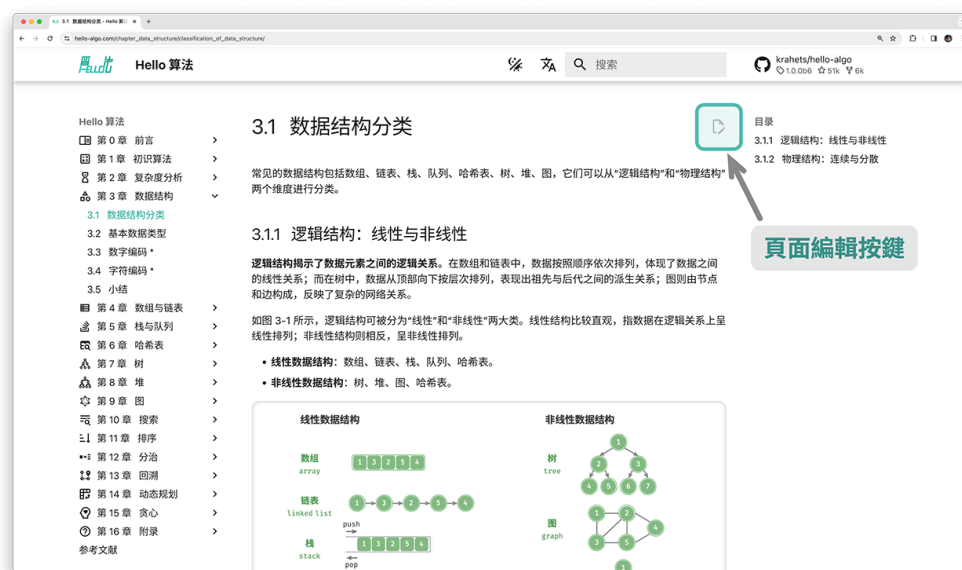 3.1 数据结构分类 - Hello 算法
hello-algo.com/chapter_data_structure/classification_of_data_structure/
Hello 算法
搜索
krahets/hello-algo
1.0.0b6 51k 6k
Hello 算法
第 0 章 前言
第 1 章 初识算法
第 2 章 复杂度分析
第 3 章 数据结构
3.1 数据结构分类
3.2 基本数据类型
3.3 数字编码 *
3.4 字符编码 *
3.5 小结
第 4 章 数组与链表
第 5 章 栈与队列
第 6 章 哈希表
第 7 章 树
第 8 章 堆
第 9 章 图
第 10 章 搜索
第 11 章 排序
第 12 章 分治
第 13 章 回溯
第 14 章 动态规划
第 15 章 贪心
第 16 章 附录
参考文献
3.1 数据结构分类
常见的数据结构包括数组、链表、栈、队列、哈希表、树、堆、图，它们可以从“逻辑结构”和“物理结构”
两个维度进行分类。
3.1.1 逻辑结构：线性与非线性
逻辑结构揭示了数据元素之间的逻辑关系。在数组和链表中，数据按照顺序依次排列，体现了数据之间
的线性关系；而在树中，数据从顶部向下按层次排列，表现出祖先与后代之间的派生关系；图则由节点
和边构成，反映了复杂的网络关系。
如图 3-1 所示，逻辑结构可被分为“线性”和“非线性”两大类。线性结构比较直观，指数据在逻辑关系上呈
线性排列；非线性结构则相反，呈非线性排列。
• 线性数据结构：数组、链表、栈、队列、哈希表。
• 非线性数据结构：树、堆、图、哈希表。
线性数据结构
数组
array
1 3 2 5 4
链表
linked list
1 3 2 5 4
push
栈
stack
1 3 2 5 4
pop
非线性数据结构
树
tree
1
2 3
4 5 6 7
图
graph
1 2
4
3 5
1
目录
3.1.1 逻辑结构：线性与非线性
3.1.2 物理结构：连续与分散
頁面編輯按鍵